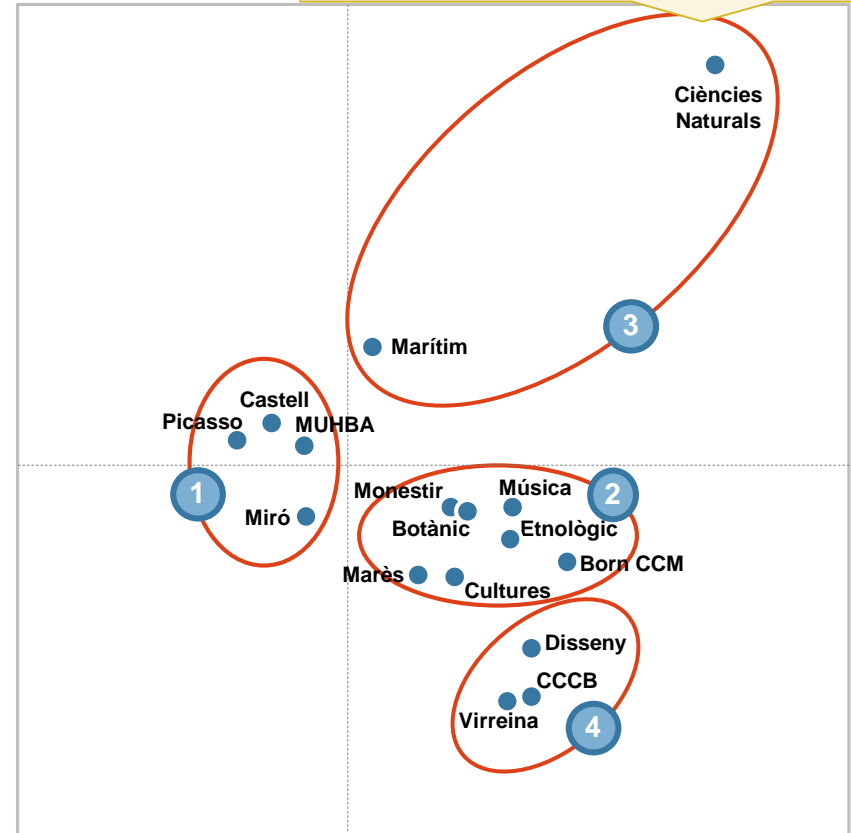 Ciències
Naturals
3
Marítim
Castell
Picasso
MUHBA
1
Miró
2
Monestir
Música
Botànic
Etnològic
Born CCM
Marès
Cultures
Disseny
CCCB
Virreina
4